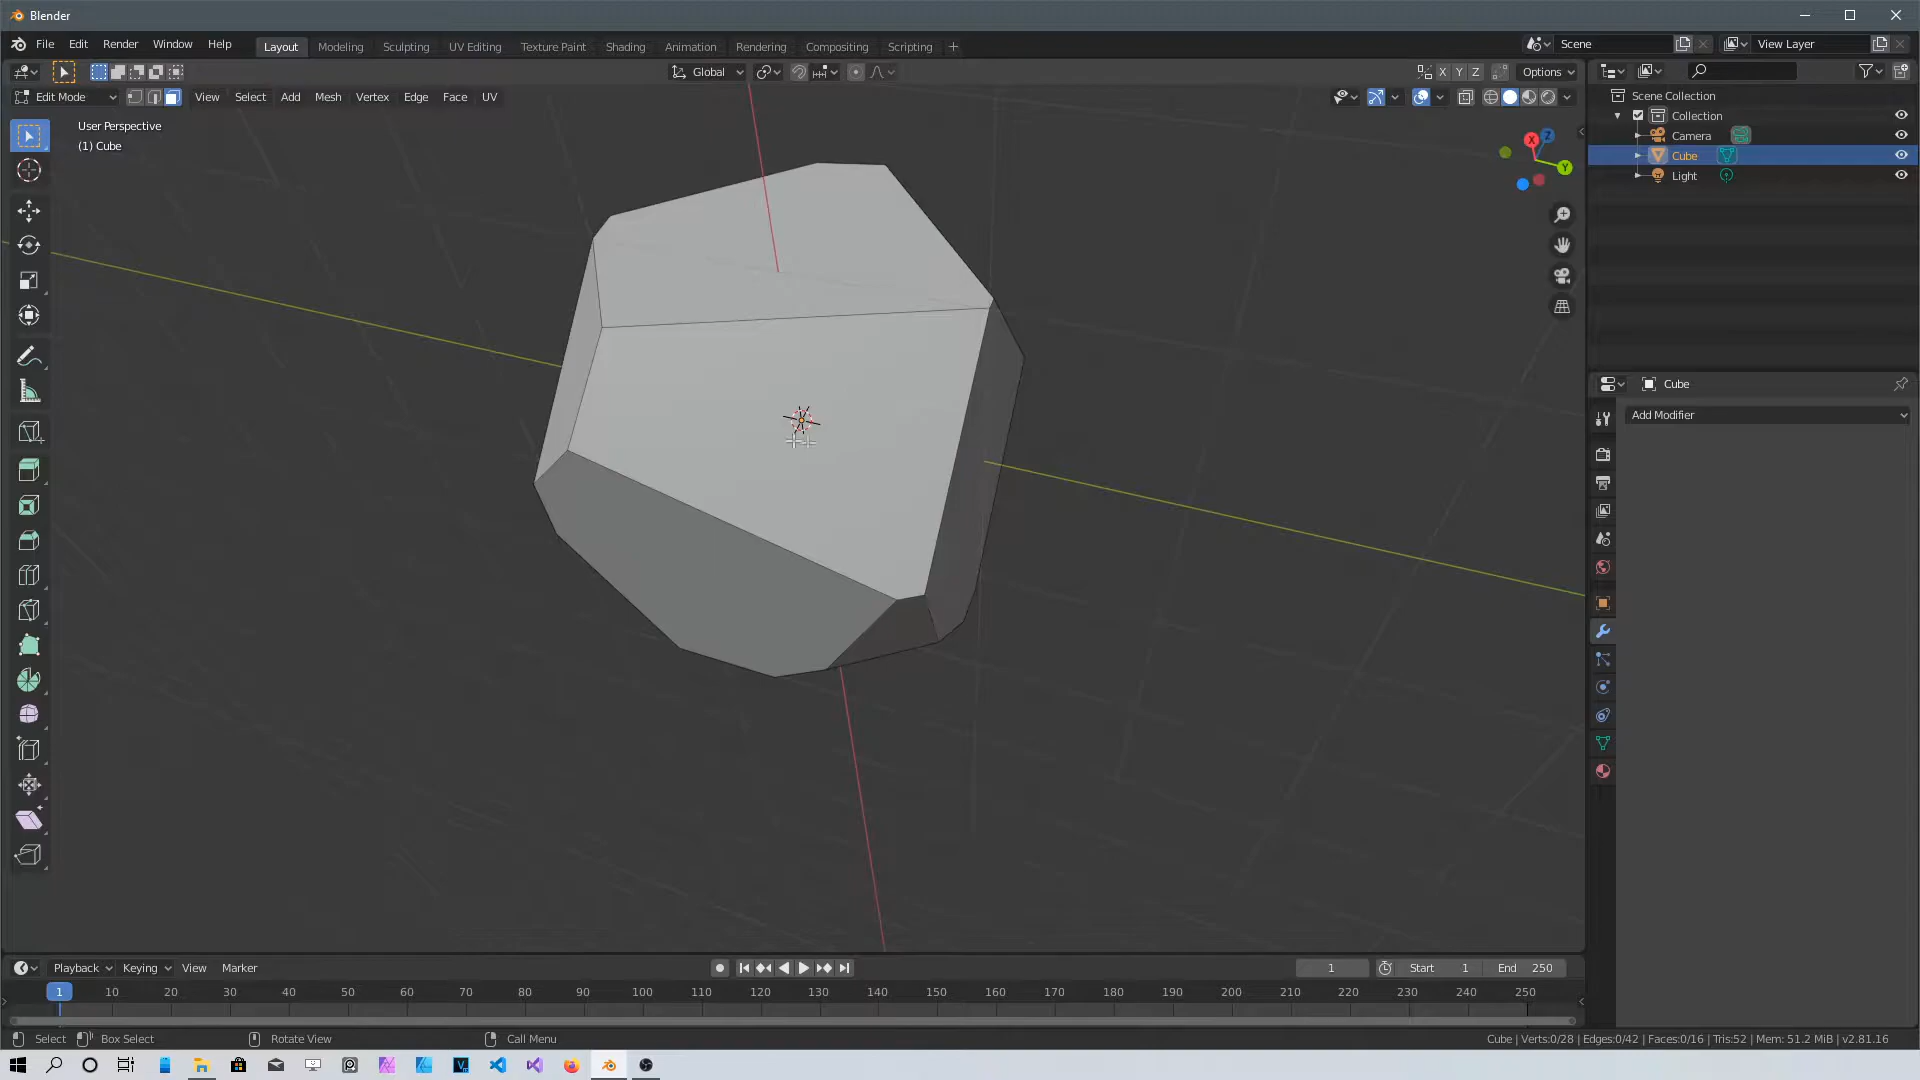 Blender
File Edit Render Window Help
Layout Modeling Sculpting UV Editing Texture Paint Shading Animation Rendering Compositing Scripting +
Scene
View Layer
Global
X Y Z
Options
Edit Mode
View Select Add Mesh Vertex Edge Face UV
User Perspective
(1) Cube
X
Z
Y
Scene Collection
Collection
Camera
Cube
Light
Cube
Add Modifier
Playback Keying View Marker
1
Start 1
End 250
1 10 20 30 40 50 60 70 80 90 100 110 120 130 140 150 160 170 180 190 200 210 220 230 240 250
Select Box Select Rotate View Call Menu
Cube | Verts:0/28 | Edges:0/42 | Faces:0/16 | Tris:52 | Mem: 51.2 MiB | v2.81.16